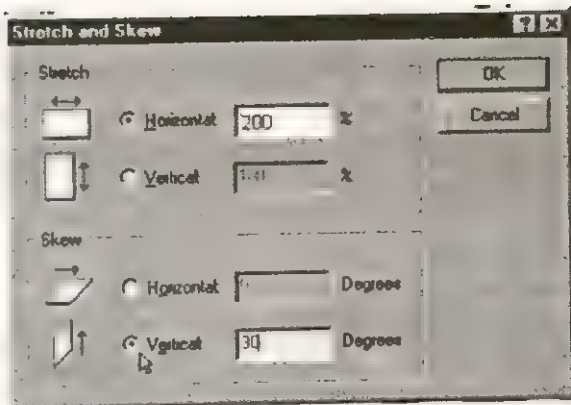 Stretch and Skew
Stretch
OK
Horizontal 200 %
Cancel
Vertical %
Skew
Horizontal Degrees
Vertical 30 Degrees